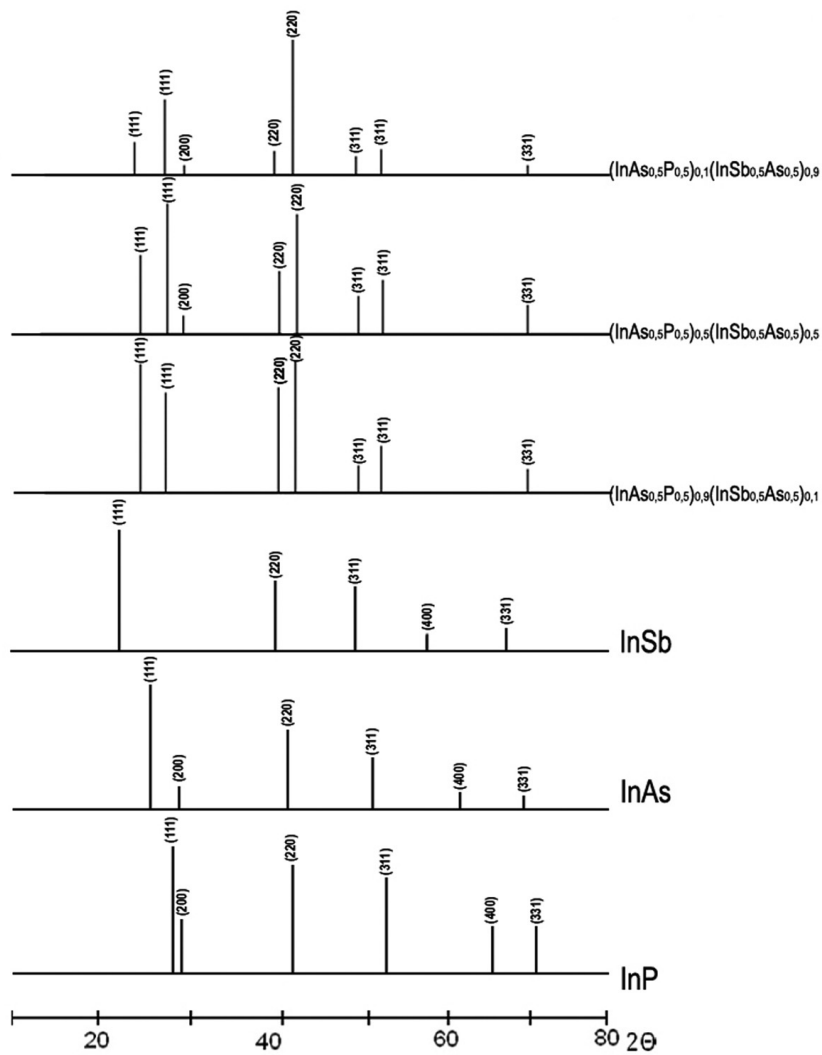 (111) (111) (200) (220) (220) (311) (311) (331)
(InAs0,5P0,5)0,1(InSb0,5As0,5)0,9
(111) (111) (200) (220) (220) (311) (311) (331)
(InAs0,5P0,5)0,5(InSb0,5As0,5)0,5
(111) (111) (220) (220) (311) (311) (331)
(InAs0,5P0,5)0,9(InSb0,5As0,5)0,1
(111) (220) (311) (400) (331)
InSb
(111) (200) (220) (311) (400) (331)
InAs
(111) (200) (220) (311) (400) (331)
InP
20 40 60 80 2Θ